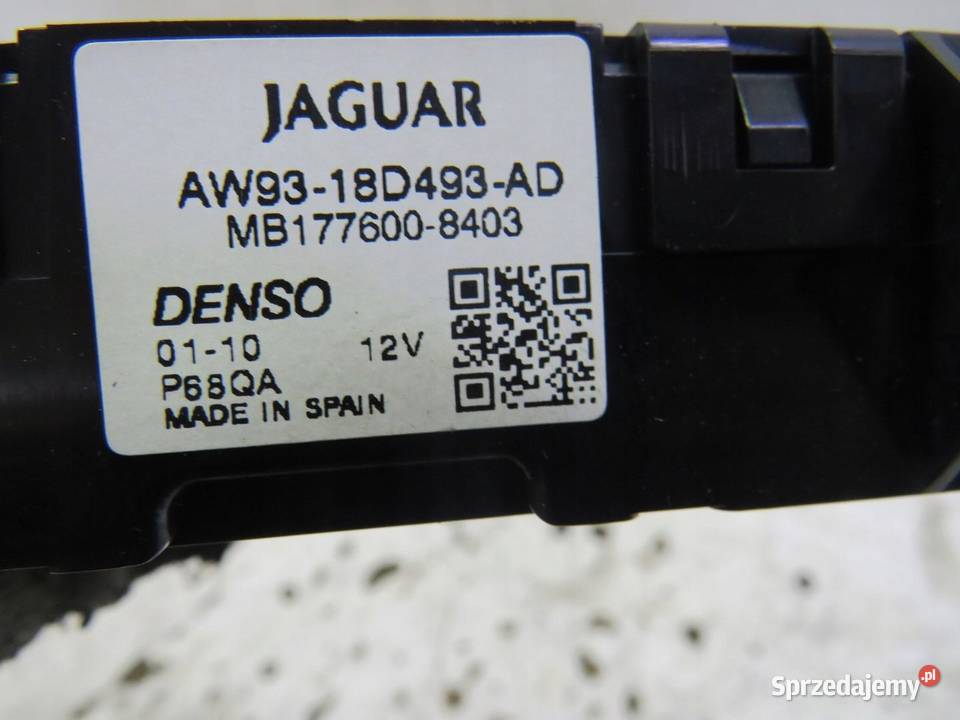 JAGUAR
AW93-18D493-AD
MB177600-8403
DENSO
01-10 12V
P68QA
MADE IN SPAIN
Sprzedajemy.pl